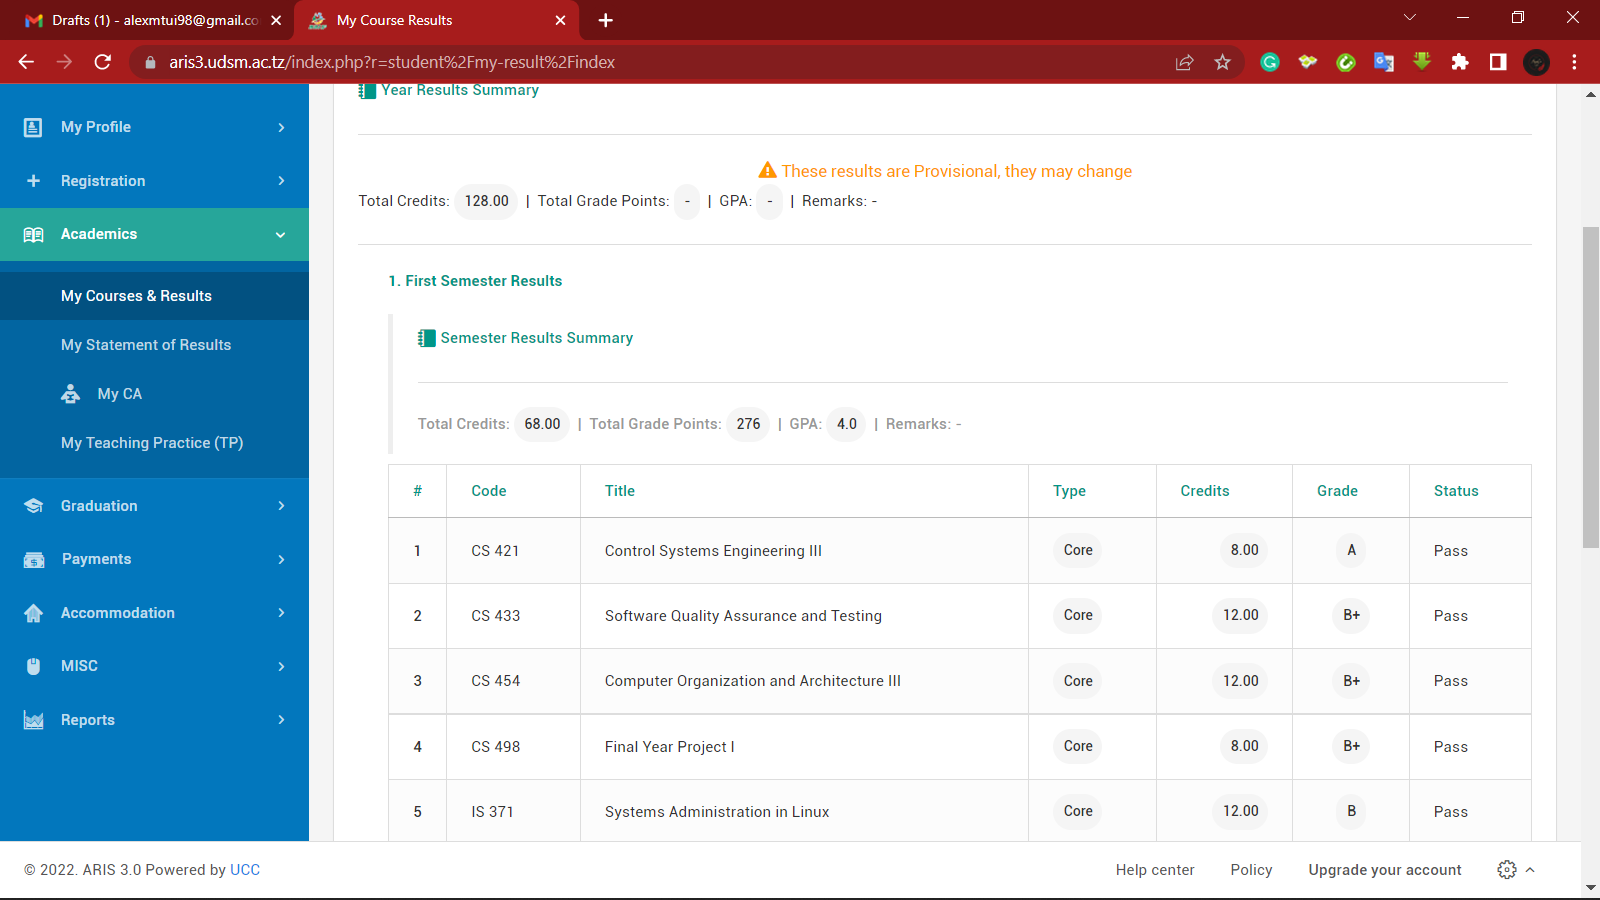 Drafts (1) - alexmtui98@gmail.co
My Course Results
aris3.udsm.ac.tz/index.php?r=student%2Fmy-result%2Findex
My Profile
Registration
Academics
My Courses & Results
My Statement of Results
My CA
My Teaching Practice (TP)
Graduation
Payments
Accommodation
MISC
Reports
Year Results Summary
These results are Provisional, they may change
Total Credits: 128.00 | Total Grade Points: - | GPA: - | Remarks: -
1. First Semester Results
Semester Results Summary
Total Credits: 68.00 | Total Grade Points: 276 | GPA: 4.0 | Remarks: -
# Code Title Type Credits Grade Status
1 CS 421 Control Systems Engineering III Core 8.00 A Pass
2 CS 433 Software Quality Assurance and Testing Core 12.00 B+ Pass
3 CS 454 Computer Organization and Architecture III Core 12.00 B+ Pass
4 CS 498 Final Year Project I Core 8.00 B+ Pass
5 IS 371 Systems Administration in Linux Core 12.00 B Pass
© 2022. ARIS 3.0 Powered by UCC
Help center Policy Upgrade your account